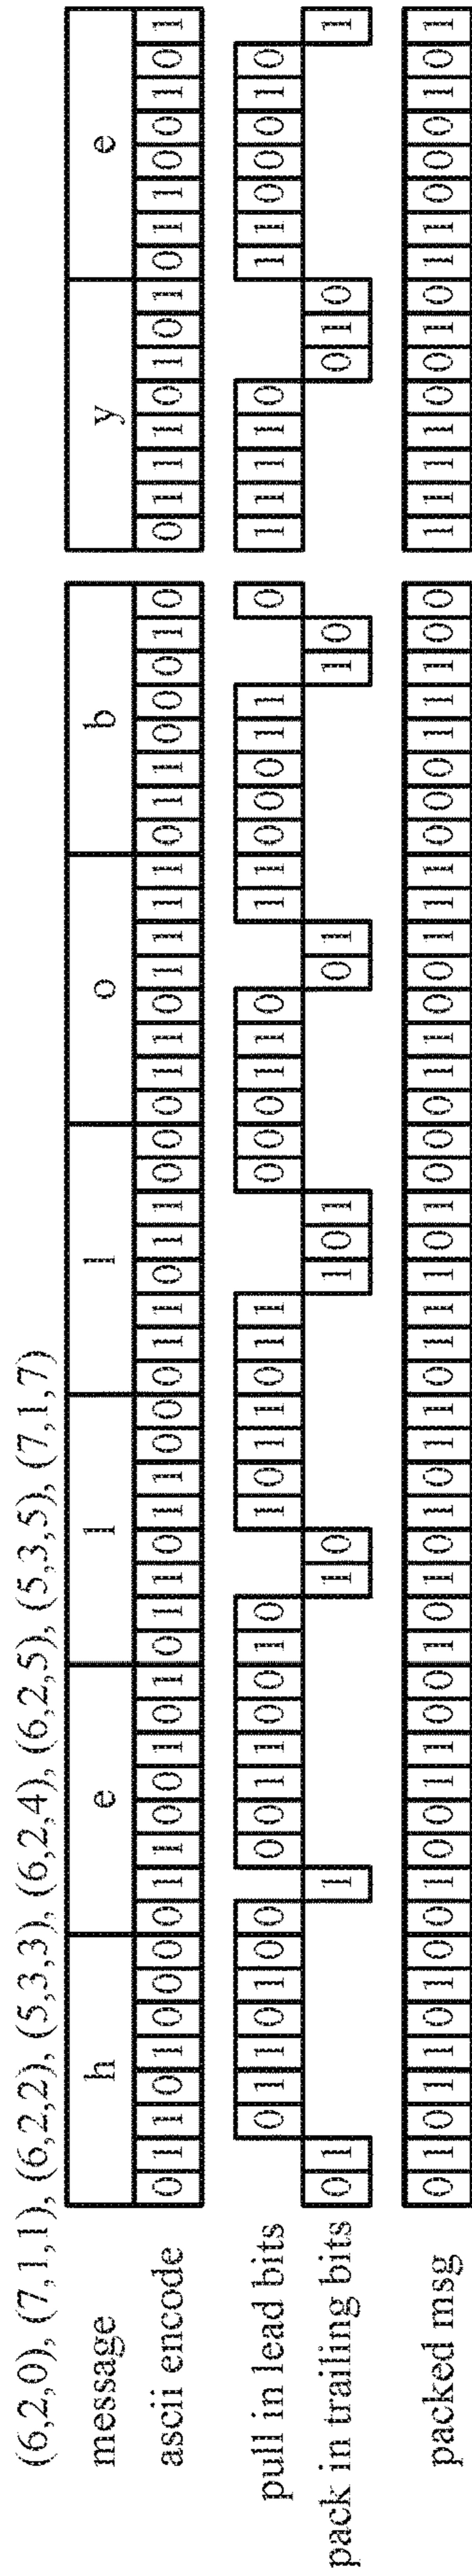 (6,2,0), (7,1,1), (6,2,2), (5,3,3), (6,2,4), (6,2,5), (5,3,5), (7,1,7)
message h e l l o b y e
ascii encode 0 1 1 0 1 0 0 0 0 1 1 0 0 1 0 1 0 1 1 0 1 1 0 0 0 1 1 0 1 1 0 0 0 1 1 0 1 1 1 1 0 1 1 0 0 0 1 0 0 1 1 1 0 1 0 1 0 1 1 0 0 1 0 1
pull in lead bits 0 1 1 0 1 0 0 0 0 1 1 0 0 1 0 1 0 1 1 0 1 1 0 0 0 1 1 0 1 1 0 0 0 1 1 0 1 1 1 1 0 1 1 0 0 0 1 0
pack in trailing bits 0 1 1 1 0 1 0 1 0 1 1 0 0 1 0 1
packed msg 0 1 0 1 1 0 1 0 0 1 0 0 1 1 0 0 1 0 1 0 1 0 1 1 0 1 1 1 0 1 0 0 0 1 1 0 0 1 1 1 0 0 0 1 1 1 0 0 1 1 1 1 0 0 1 0 1 1 0 0 0 1 0 1